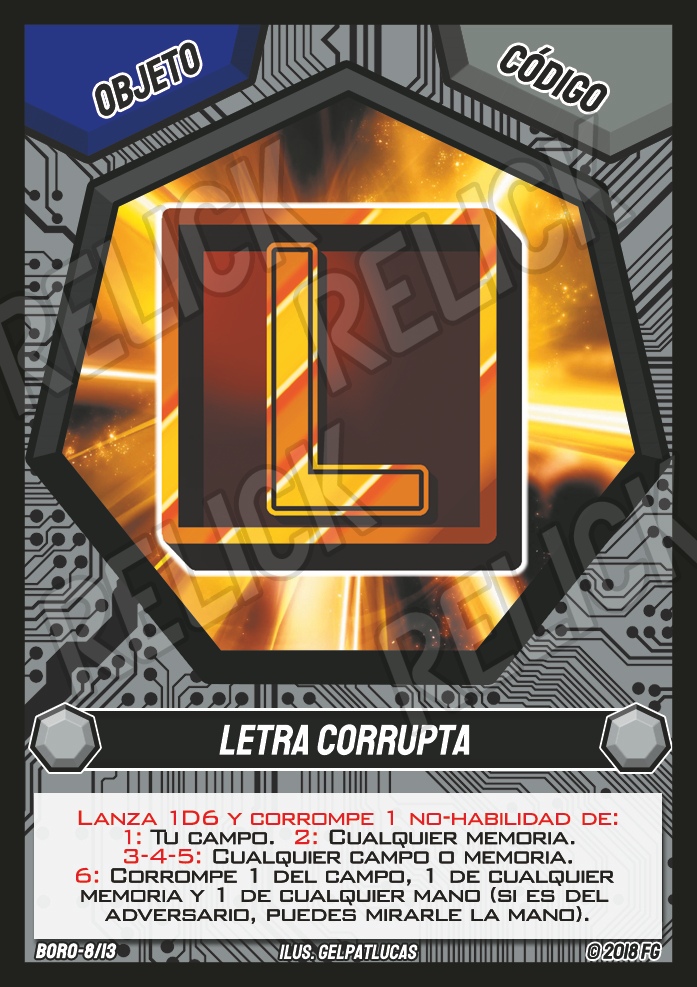 OBJETO
CÓDIGO
RELICK
RELICK
L
RELICK
RELICK
LETRA CORRUPTA
LANZA 1D6 Y CORROMPE 1 NO-HABILIDAD DE:
1: TU CAMPO. 2: CUALQUIER MEMORIA.
3-4-5: CUALQUIER CAMPO O MEMORIA.
6: CORROMPE 1 DEL CAMPO, 1 DE CUALQUIER
MEMORIA Y 1 DE CUALQUIER MANO (SI ES DEL
ADVERSARIO, PUEDES MIRARLE LA MANO).
BORO-8/13
ILUS. GELPATLUCAS
© 2018 FG